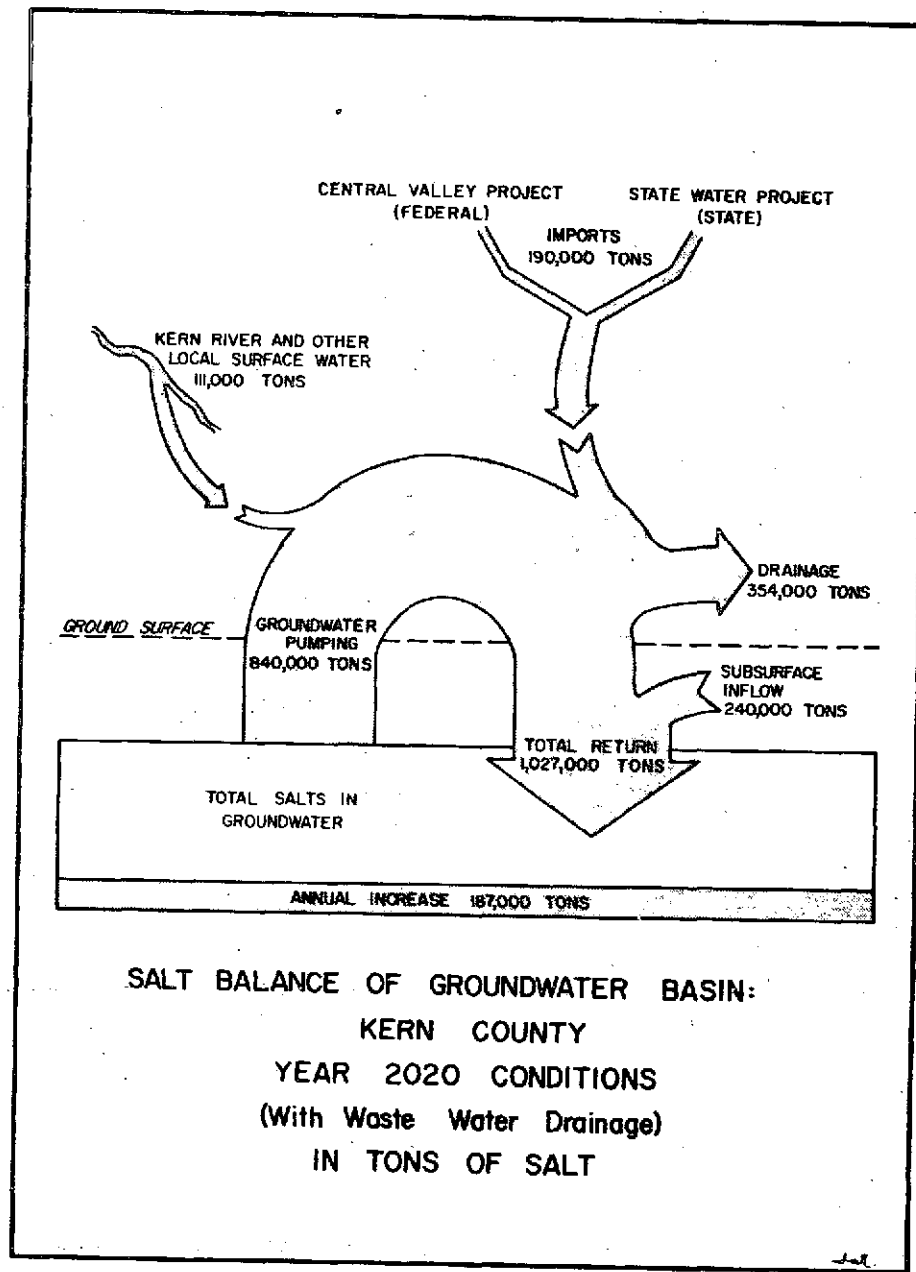 CENTRAL VALLEY PROJECT
(FEDERAL)
STATE WATER PROJECT
(STATE)
IMPORTS
190,000 TONS
KERN RIVER AND OTHER
LOCAL SURFACE WATER
111,000 TONS
DRAINAGE
354,000 TONS
GROUND SURFACE
GROUNDWATER
PUMPING
840,000 TONS
SUBSURFACE
INFLOW
240,000 TONS
TOTAL RETURN
1,027,000 TONS
TOTAL SALTS IN
GROUNDWATER
ANNUAL INCREASE 187,000 TONS
SALT BALANCE OF GROUNDWATER BASIN:
KERN COUNTY
YEAR 2020 CONDITIONS
(With Waste Water Drainage)
IN TONS OF SALT